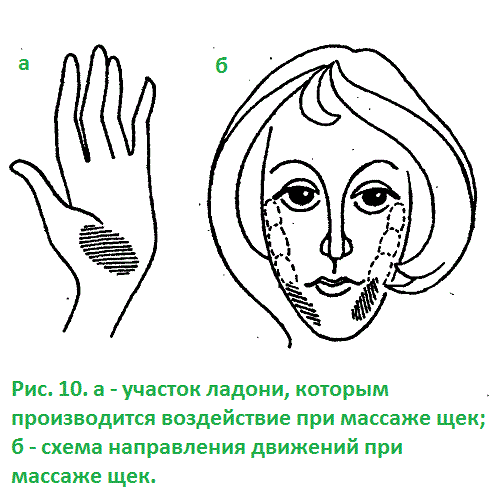 а
б
Рис. 10. а - участок ладони, которым
производится воздействие при массаже щек;
б - схема направления движений при
массаже щек.